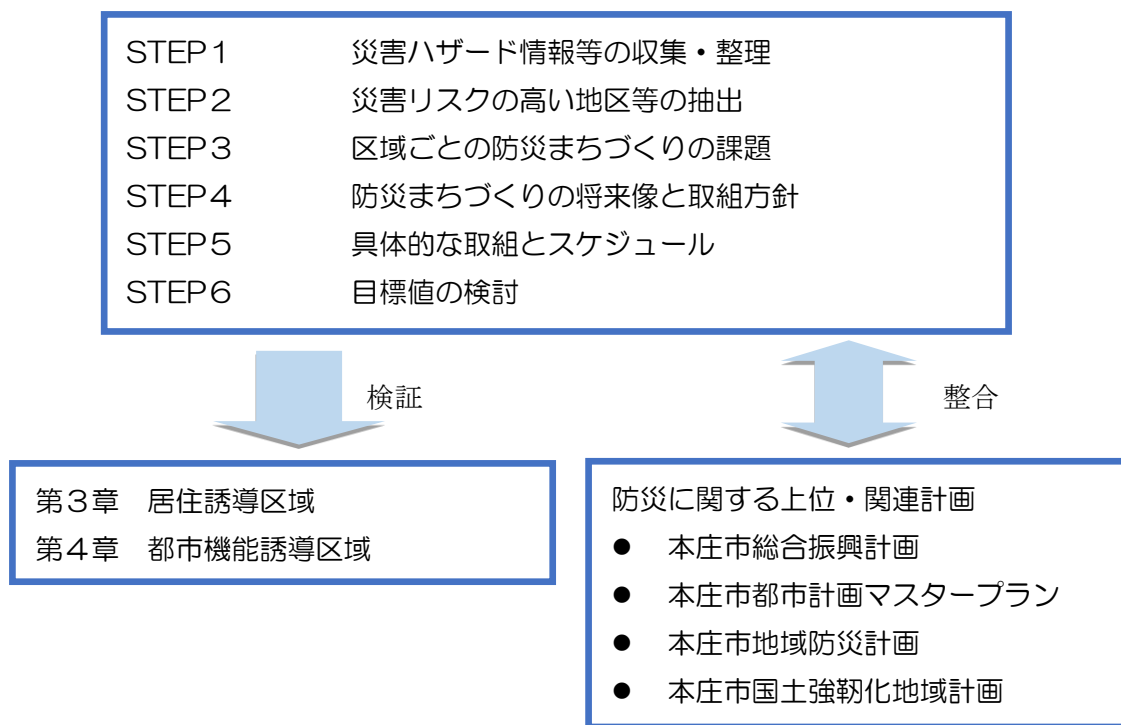 STEP1 災害ハザード情報等の収集・整理
STEP2 災害リスクの高い地区等の抽出
STEP3 区域ごとの防災まちづくりの課題
STEP4 防災まちづくりの将来像と取組方針
STEP5 具体的な取組とスケジュール
STEP6 目標値の検討
検証
整合
第3章 居住誘導区域
第4章 都市機能誘導区域
防災に関する上位・関連計画
● 本庄市総合振興計画
● 本庄市都市計画マスタープラン
● 本庄市地域防災計画
● 本庄市国土強靭化地域計画